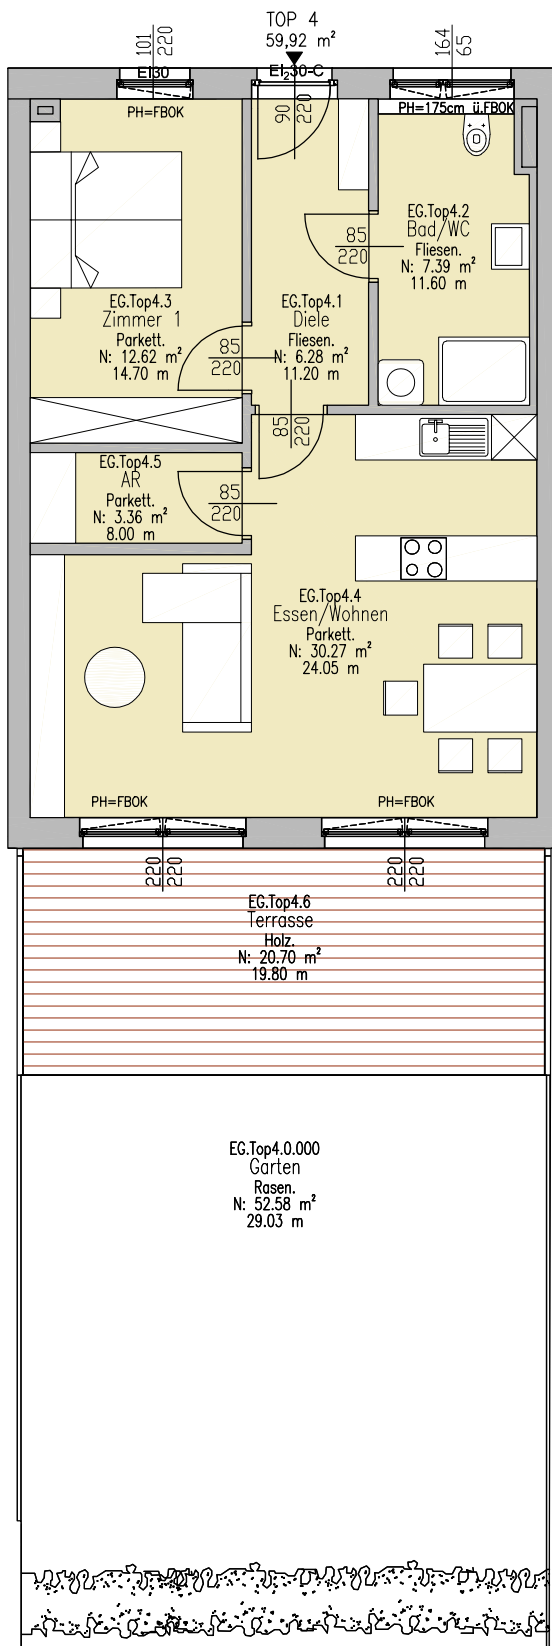 TOP 4
59,92 m²
101
220
164
65
EI30
EI₂30-C
PH=FBOK
90
220
PH=175cm ü.FBOK
EG.Top4.2
Bad/WC
Fliesen.
N: 7.39 m²
11.60 m
85
220
EG.Top4.3
Zimmer 1
Parkett.
N: 12.62 m²
14.70 m
85
220
EG.Top4.1
Diele
Fliesen.
N: 6.28 m²
11.20 m
85
220
EG.Top4.5
AR
Parkett.
N: 3.36 m²
8.00 m
85
220
EG.Top4.4
Essen/Wohnen
Parkett.
N: 30.27 m²
24.05 m
PH=FBOK
PH=FBOK
220
220
220
220
EG.Top4.6
Terrasse
Holz.
N: 20.70 m²
19.80 m
EG.Top4.0.000
Garten
Rasen.
N: 52.58 m²
29.03 m